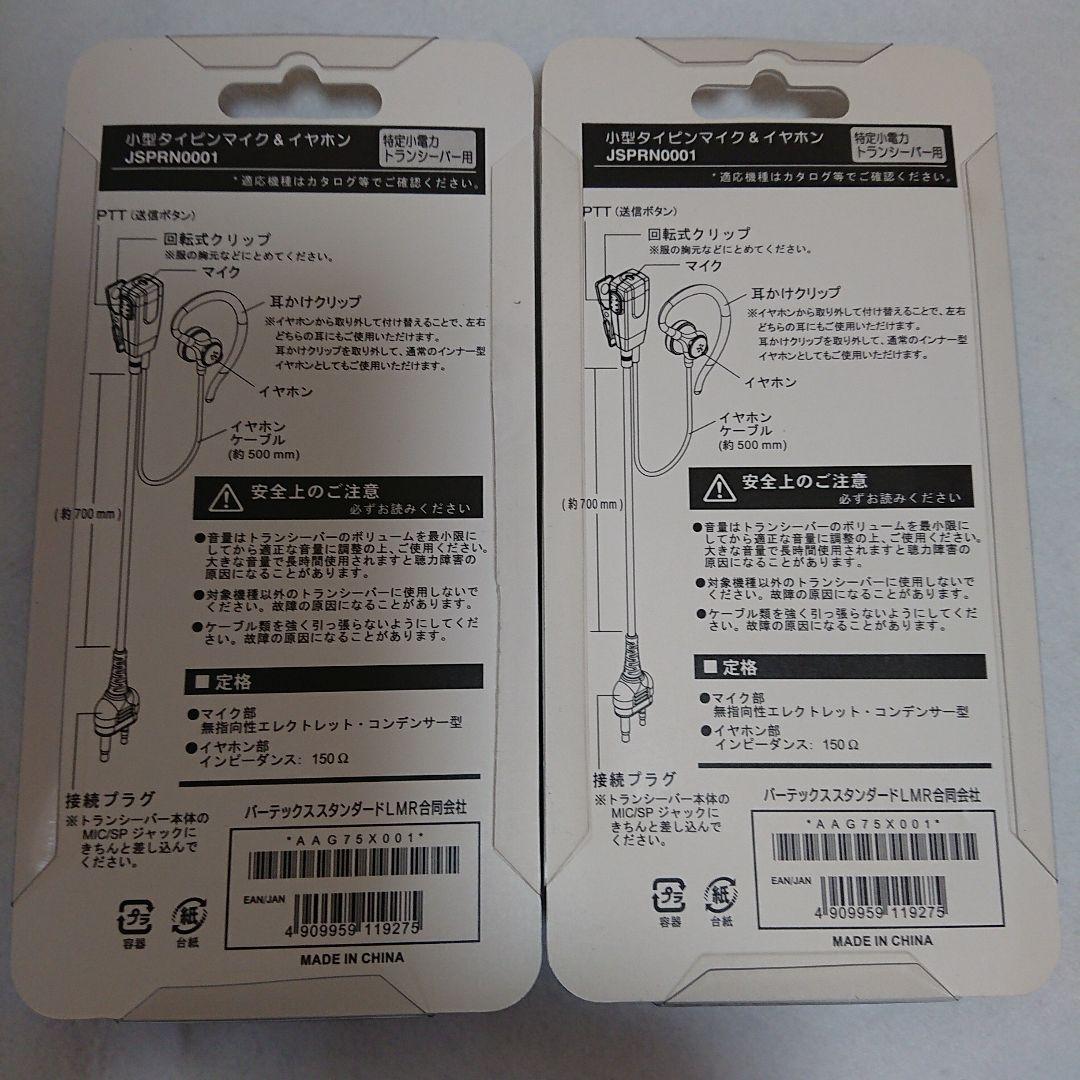 小型タイピンマイク&イヤホン
JSPRN0001
特定小電力
トランシーバー用
*適応機種はカタログ等でご確認ください。
PTT（送信ボタン）
回転式クリップ
※服の胸元などにとめてください。
マイク
耳かけクリップ
※イヤホンから取り外して付け替えることで、左右
どちらの耳にもご使用いただけます。
耳かけクリップを取り外して、通常のインナー型
イヤホンとしてもご使用いただけます。
イヤホン
イヤホン
ケーブル
(約 500 mm)
(約700 mm)
安全上のご注意
必ずお読みください
●音量はトランシーバーのボリュームを最小限に
してから適正な音量に調整の上、ご使用ください。
大きな音量で長時間使用されますと聴力障害の
原因になることがあります。
●対象機種以外のトランシーバーに使用しないで
ください。故障の原因になることがあります。
●ケーブル類を強く引っ張らないようにしてくだ
さい。故障の原因になることがあります。
■ 定格
●マイク部
無指向性エレクトレット・コンデンサー型
●イヤホン部
インピーダンス: 150Ω
接続プラグ
※トランシーバー本体の
MIC/SP ジャックに
きちんと差し込んで
ください。
バーテックススタンダードLMR合同会社
*AAG75X001*
EAN/JAN
4 909959 119275
プラ
容器
紙
台紙
MADE IN CHINA
小型タイピンマイク&イヤホン
JSPRN0001
特定小電力
トランシーバー用
*適応機種はカタログ等でご確認ください。
PTT（送信ボタン）
回転式クリップ
※服の胸元などにとめてください。
マイク
耳かけクリップ
※イヤホンから取り外して付け替えることで、左右
どちらの耳にもご使用いただけます。
耳かけクリップを取り外して、通常のインナー型
イヤホンとしてもご使用いただけます。
イヤホン
イヤホン
ケーブル
(約 500 mm)
(約700 mm)
安全上のご注意
必ずお読みください
●音量はトランシーバーのボリュームを最小限に
してから適正な音量に調整の上、ご使用ください。
大きな音量で長時間使用されますと聴力障害の
原因になることがあります。
●対象機種以外のトランシーバーに使用しないで
ください。故障の原因になることがあります。
●ケーブル類を強く引っ張らないようにしてくだ
さい。故障の原因になることがあります。
■ 定格
●マイク部
無指向性エレクトレット・コンデンサー型
●イヤホン部
インピーダンス: 150Ω
接続プラグ
※トランシーバー本体の
MIC/SP ジャックに
きちんと差し込んで
ください。
バーテックススタンダードLMR合同会社
*AAG75X001*
EAN/JAN
4 909959 119275
プラ
容器
紙
台紙
MADE IN CHINA